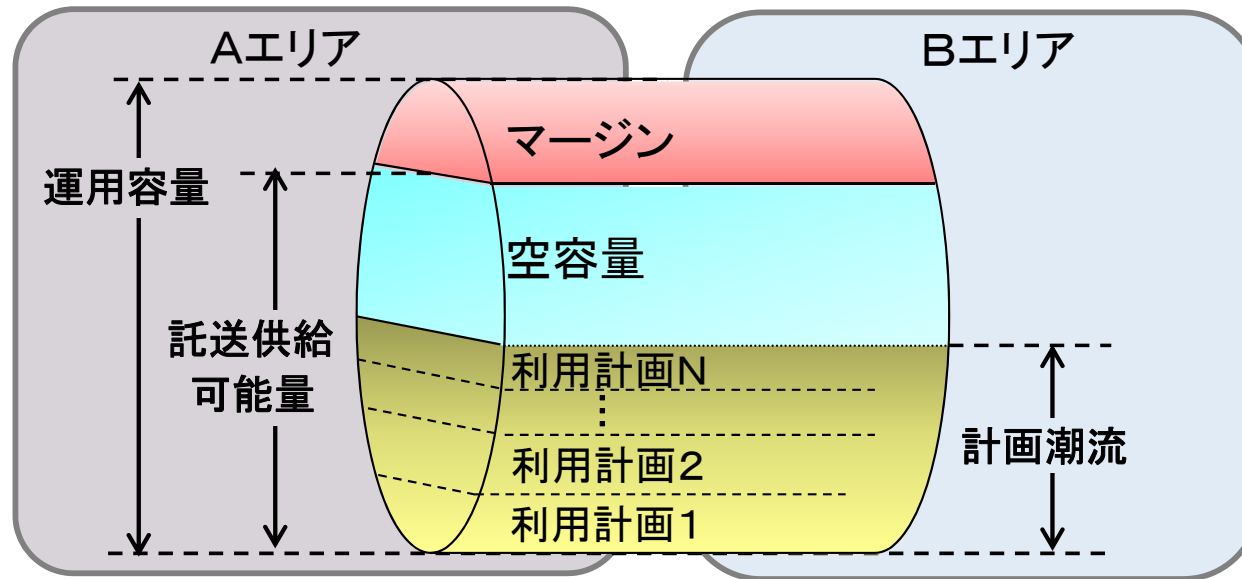 Aエリア
Bエリア
マージン
運用容量
空容量
託送供給
可能量
利用計画N
⋮
利用計画2
利用計画1
計画潮流